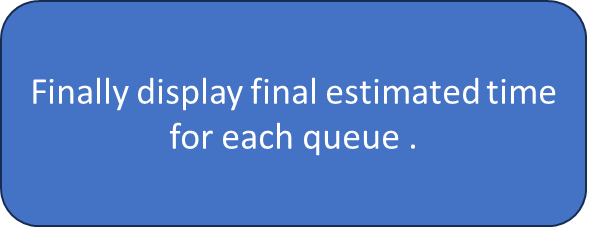 Finally display final estimated time
for each queue .